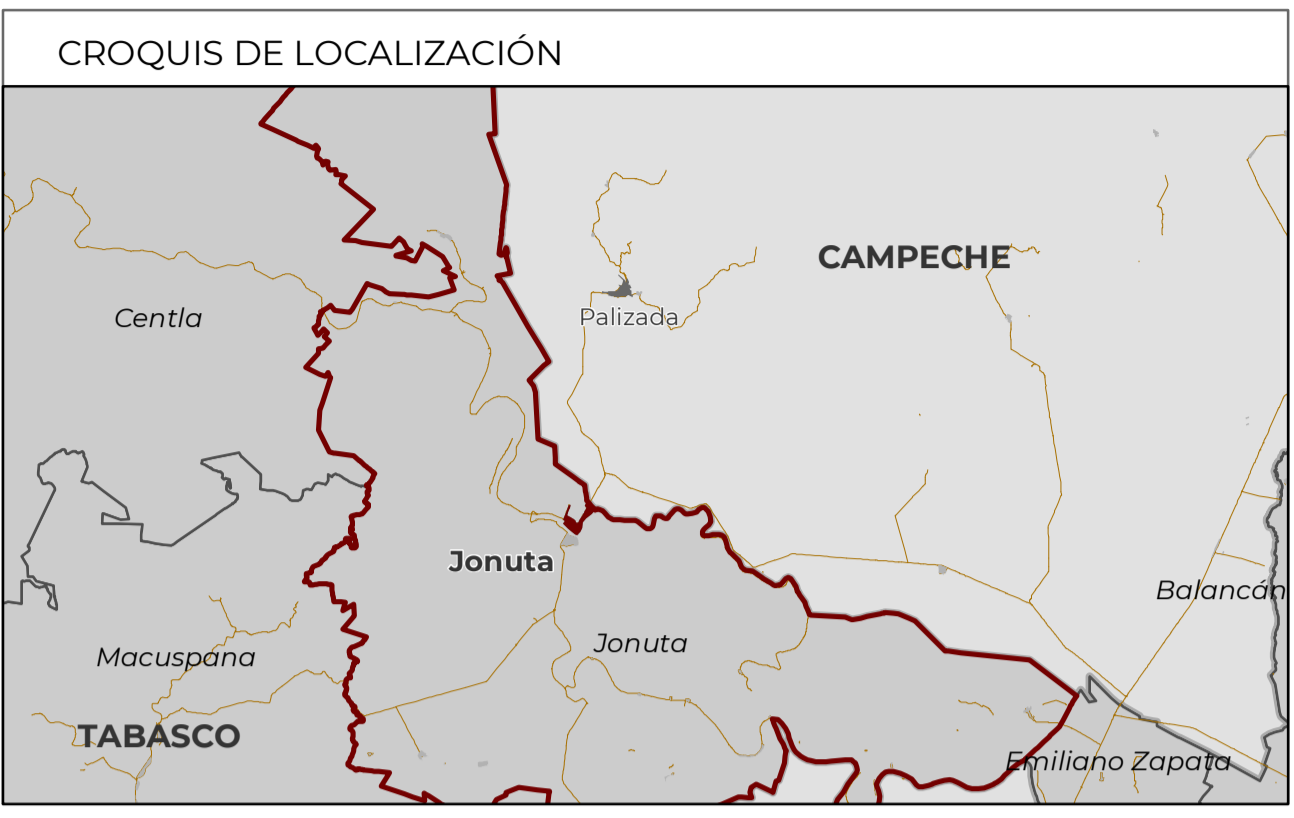 CROQUIS DE LOCALIZACIÓN
CAMPECHE
Centla
Palizada
Jonuta
Balancán
Jonuta
Macuspana
TABASCO
Emiliano Zapata